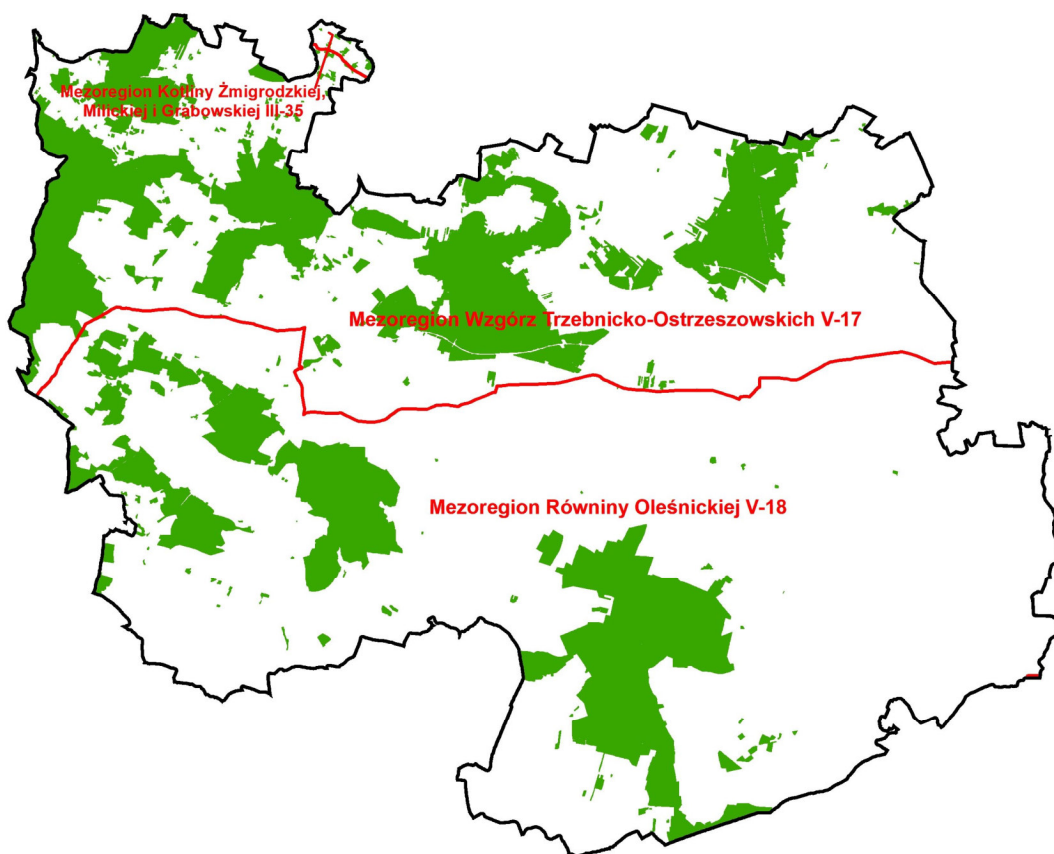 Mezoregion Kotliny Żmigrodzkiej,
Milickiej i Grabowskiej III-35
Mezoregion Wzgórz Trzebnicko-Ostrzeszowskich V-17
Mezoregion Równiny Oleśnickiej V-18